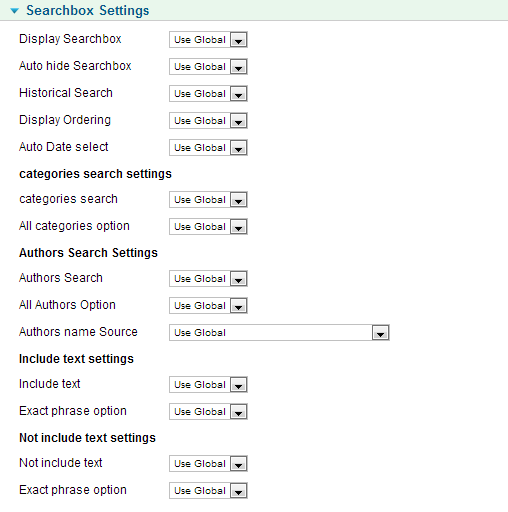 Searchbox Settings
Display Searchbox Use Global
Auto hide Searchbox Use Global
Historical Search Use Global
Display Ordering Use Global
Auto Date select Use Global
categories search settings
categories search Use Global
All categories option Use Global
Authors Search Settings
Authors Search Use Global
All Authors Option Use Global
Authors name Source Use Global
Include text settings
Include text Use Global
Exact phrase option Use Global
Not include text settings
Not include text Use Global
Exact phrase option Use Global